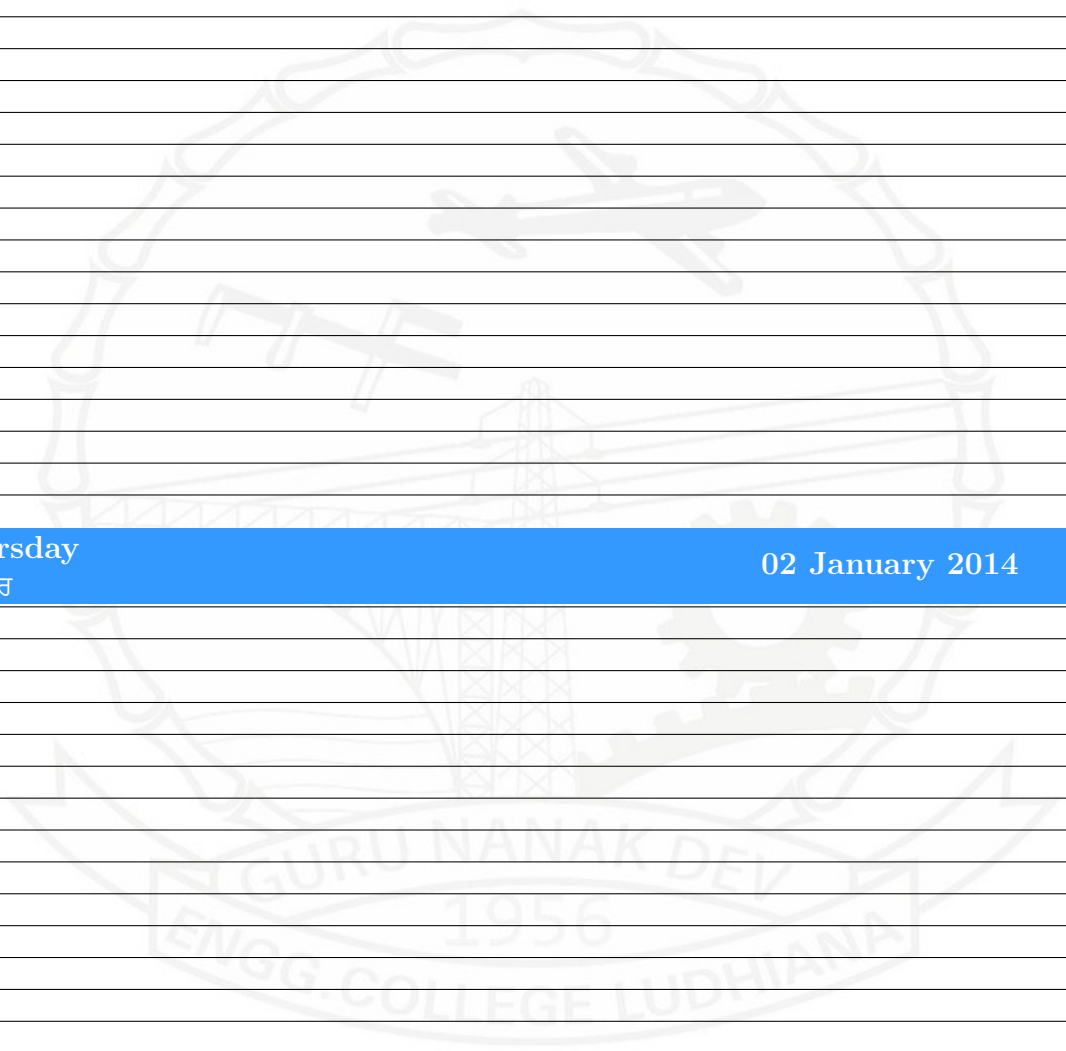 rsday
ਰ
02 January 2014
GURU NANAK DEV
1956
ENGG. COLLEGE LUDHIANA